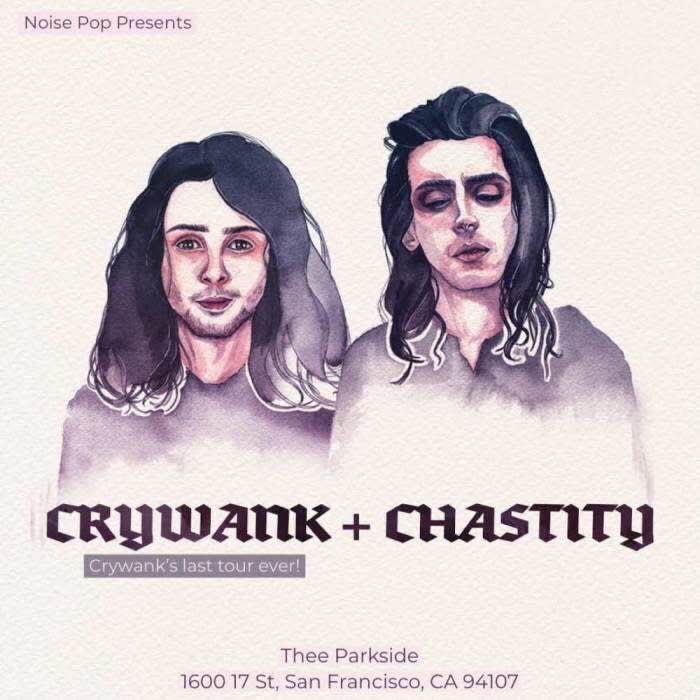 Noise Pop Presents
CRYWANK + CHASTITY
Crywank's last tour ever!
Thee Parkside
1600 17 St, San Francisco, CA 94107